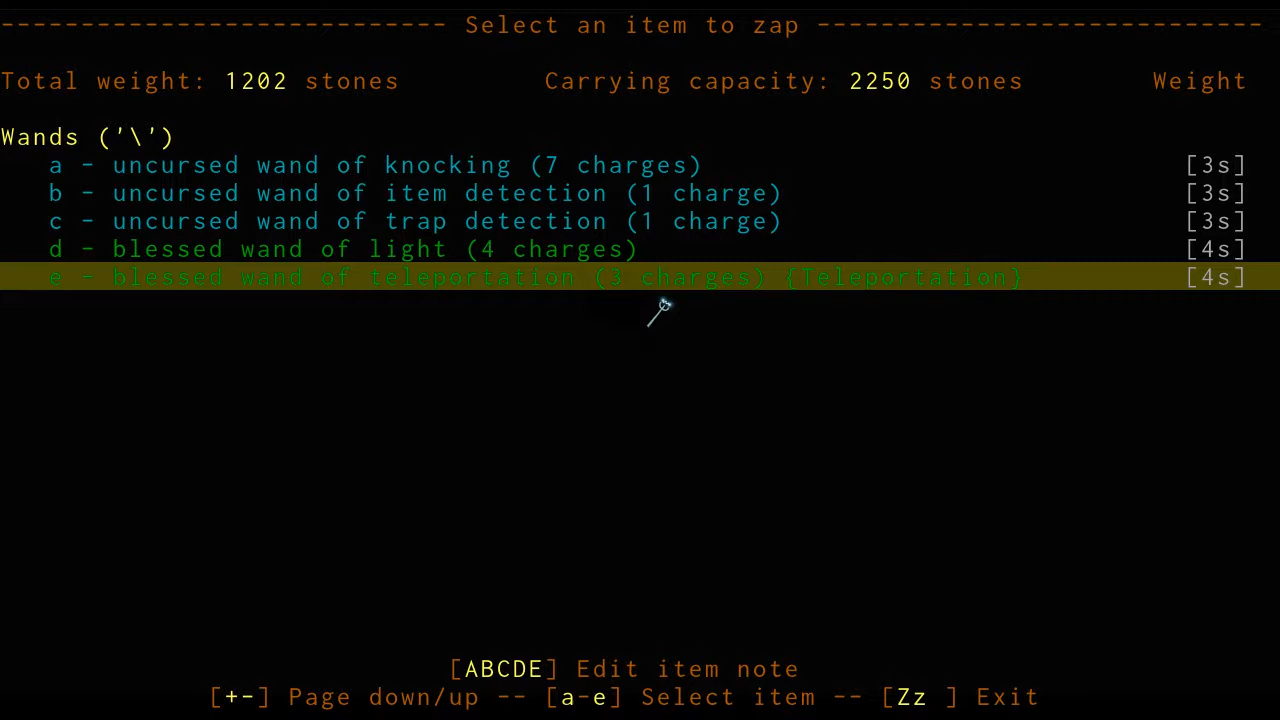 ---------------------------- Select an item to zap ----------------------------
Total weight: 1202 stones Carrying capacity: 2250 stones Weight
Wands ('\')
a - uncursed wand of knocking (7 charges) [3s]
b - uncursed wand of item detection (1 charge) [3s]
c - uncursed wand of trap detection (1 charge) [3s]
d - blessed wand of light (4 charges) [4s]
e - blessed wand of teleportation (3 charges) {Teleportation} [4s]
[ABCDE] Edit item note
[+-] Page down/up -- [a-e] Select item -- [Zz ] Exit